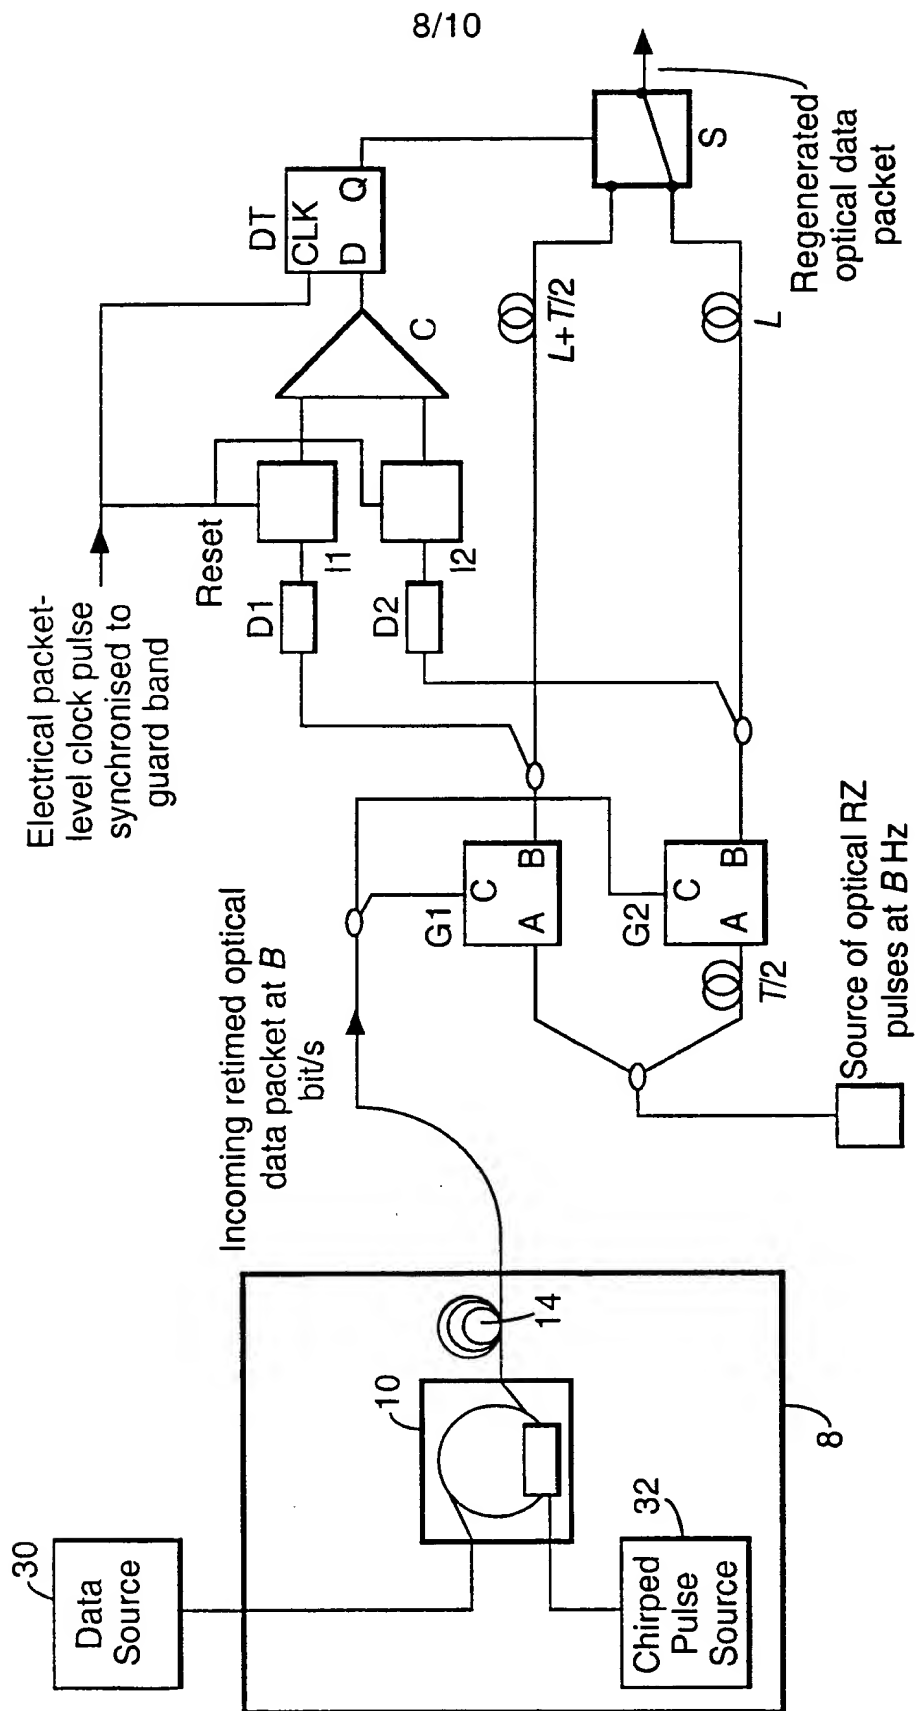 8/10
Electrical packet-
level clock pulse
synchronised to
guard band
Reset
DT
CLK
D
Q
C
D1
I1
D2
I2
L+T/2
L
S
Regenerated
optical data
packet
Incoming retimed optical
data packet at B
bit/s
G1
C
A
B
G2
C
A
B
T/2
Source of optical RZ
pulses at B Hz
30
Data
Source
10
14
32
Chirped
Pulse
Source
8